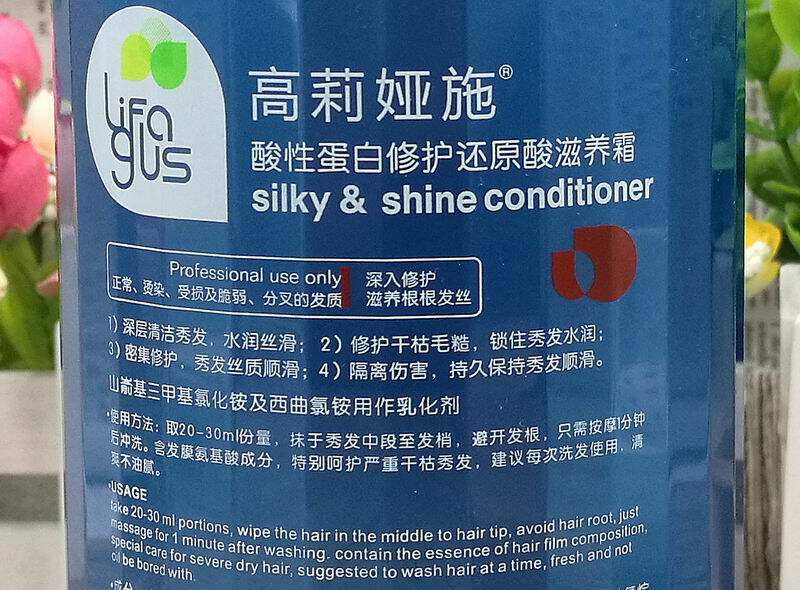 Lifa
glus
高莉娅施®
酸性蛋白修护还原酸滋养霜
silky & shine conditioner
Professional use only 深入修护
正常、烫染、受损及脆弱、分叉的发质 滋养根根发丝
1）深层清洁秀发，水润丝滑；2）修护干枯毛糙，锁住秀发水润；
3）密集修护，秀发丝质顺滑；4）隔离伤害，持久保持秀发顺滑。
山嵛基三甲基氯化铵及西曲氯铵用作乳化剂
·使用方法：取20-30ml份量，抹于秀发中段至发梢，避开发根，只需按摩1分钟
后冲洗。含发膜氨基酸成分，特别呵护严重干枯秀发，建议每次洗发使用，清
爽不油腻。
·USAGE
take 20-30 ml portions, wipe the hair in the middle to hair tip, avoid hair root, just
massage for 1 minute after washing. contain the essence of hair film composition,
special care for severe dry hair, suggested to wash hair at a time, fresh and not
oil be bored with.